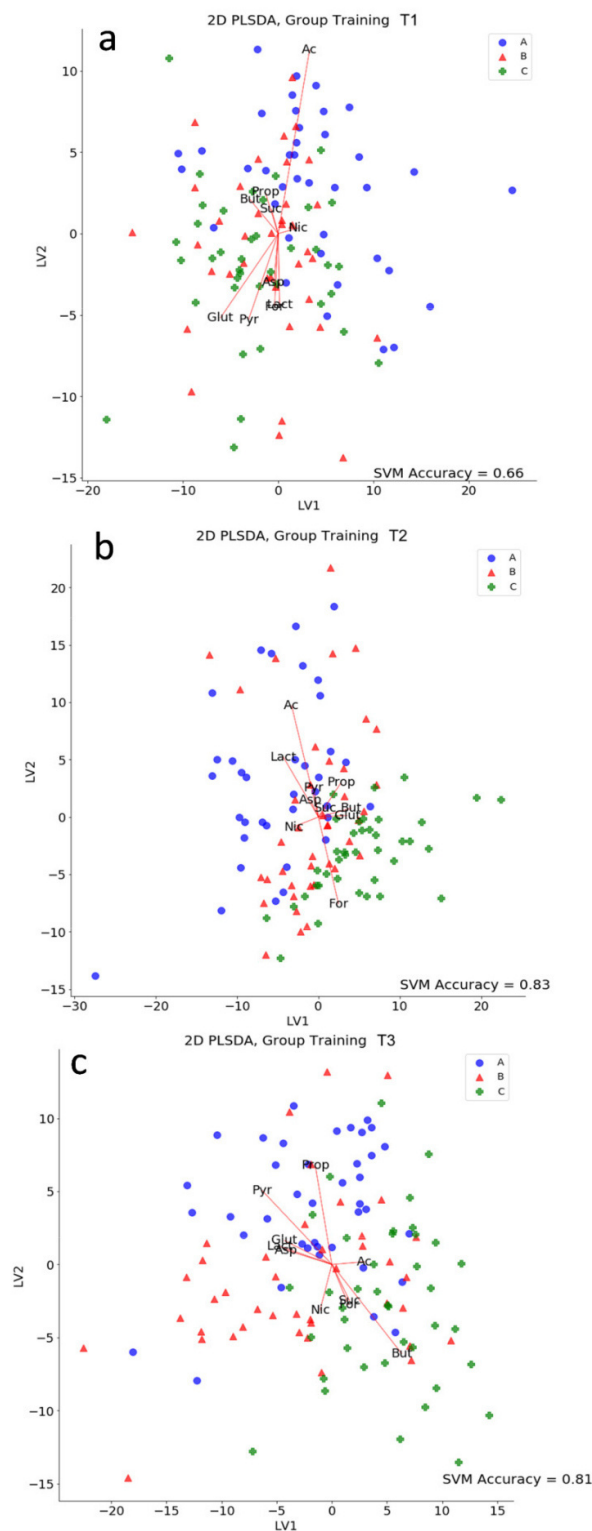 a
2D PLSDA, Group Training T1
A
B
C
Ac
Prop
But
Suc
Nic
Asp
For
Lact
Glut
Pyr
10
5
0
−5
−10
−15
LV2
−20
−10
0
10
20
LV1
SVM Accuracy = 0.66
b
2D PLSDA, Group Training T2
A
B
C
Ac
Lact
Pyr
Prop
Asp
Suc
But
Glut
Nic
For
20
15
10
5
0
−5
−10
−15
LV2
−30
−20
−10
0
10
20
LV1
SVM Accuracy = 0.83
c
2D PLSDA, Group Training T3
A
B
C
Prop
Pyr
Glut
Lact
Asp
Ac
Nic
Suc
For
But
10
5
0
−5
−10
−15
LV2
−20
−15
−10
−5
0
5
10
15
LV1
SVM Accuracy = 0.81